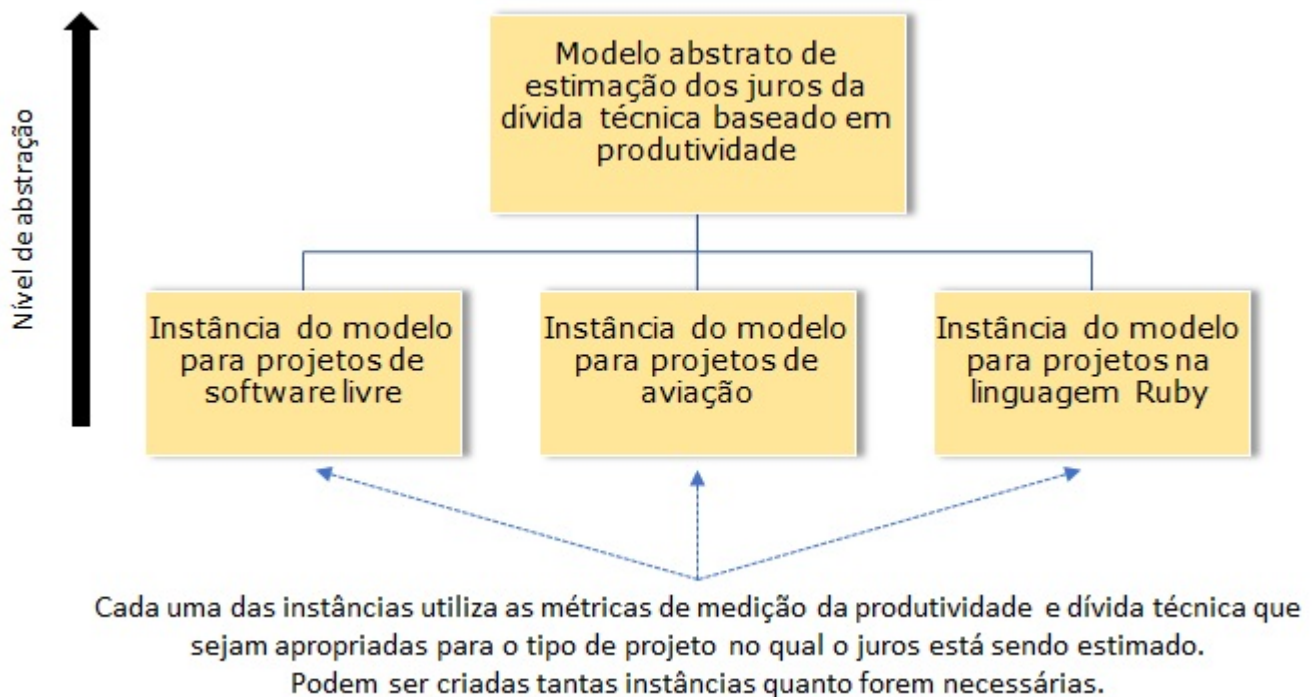 Nível de abstração
Modelo abstrato de
estimação dos juros da
dívida técnica baseado em
produtividade
Instância do modelo
para projetos de
software livre
Instância do modelo
para projetos de
aviação
Instância do modelo
para projetos na
linguagem Ruby
Cada uma das instâncias utiliza as métricas de medição da produtividade e dívida técnica que
sejam apropriadas para o tipo de projeto no qual o juros está sendo estimado.
Podem ser criadas tantas instâncias quanto forem necessárias.